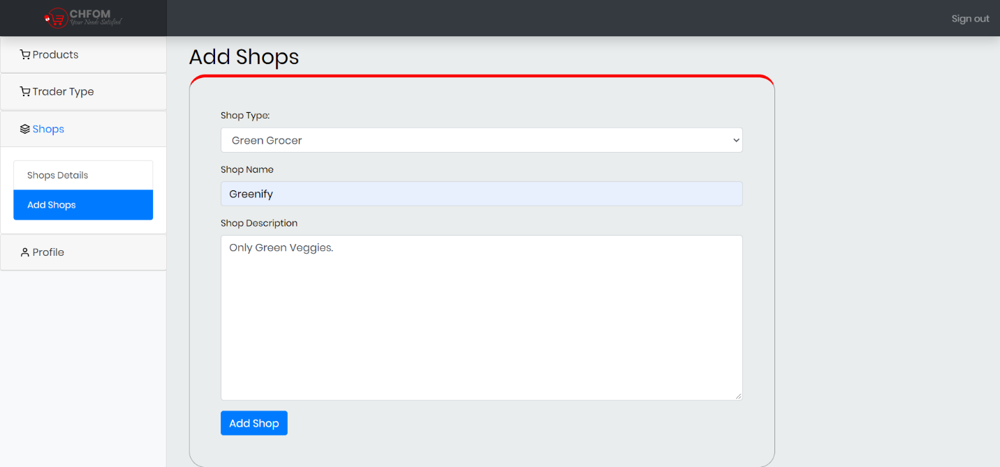 CHFOM
Your Needs Satisfied
Sign out
Products
Trader Type
Shops
Shops Details
Add Shops
Profile
Add Shops
Shop Type:
Green Grocer
Shop Name
Greenify
Shop Description
Only Green Veggies.
Add Shop